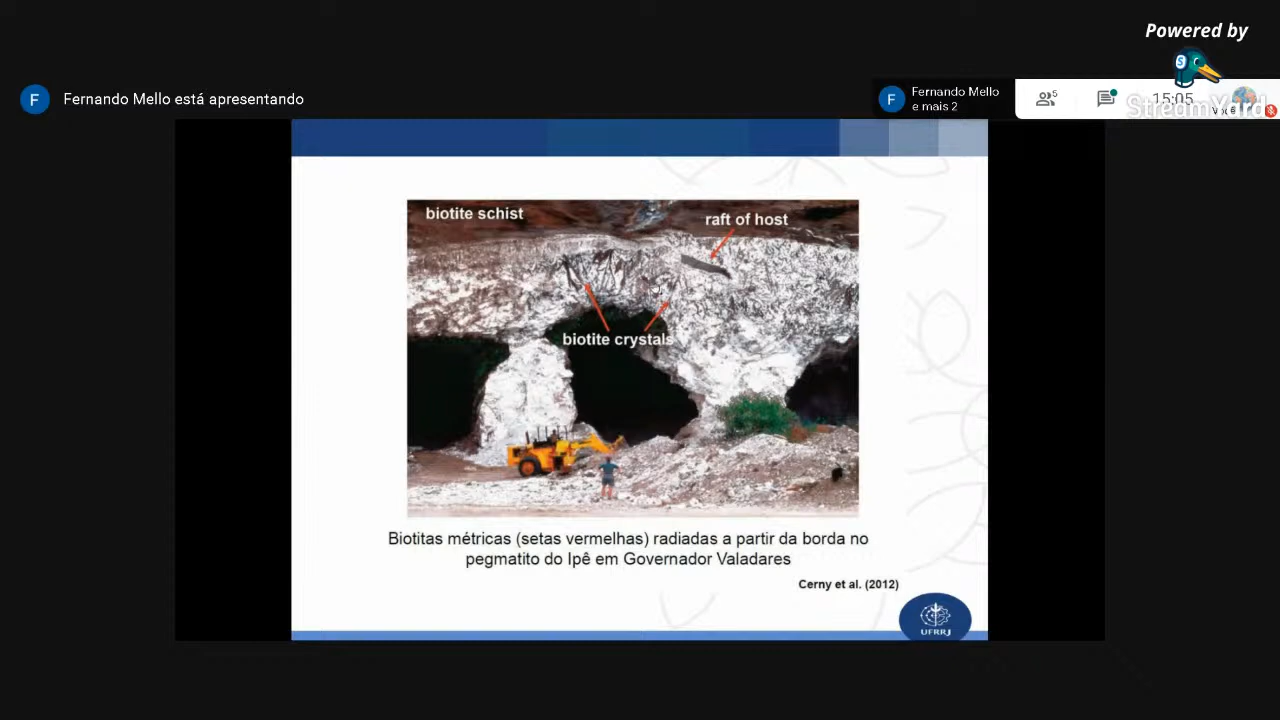 Powered by
StreamYard
F
Fernando Mello está apresentando
F
Fernando Mello
e mais 2
5
15:05
S
biotite schist
raft of host
biotite crystals
Biotitas métricas (setas vermelhas) radiadas a partir da borda no
pegmatito do Ipê em Governador Valadares
Cerny et al. (2012)
UFRRJ